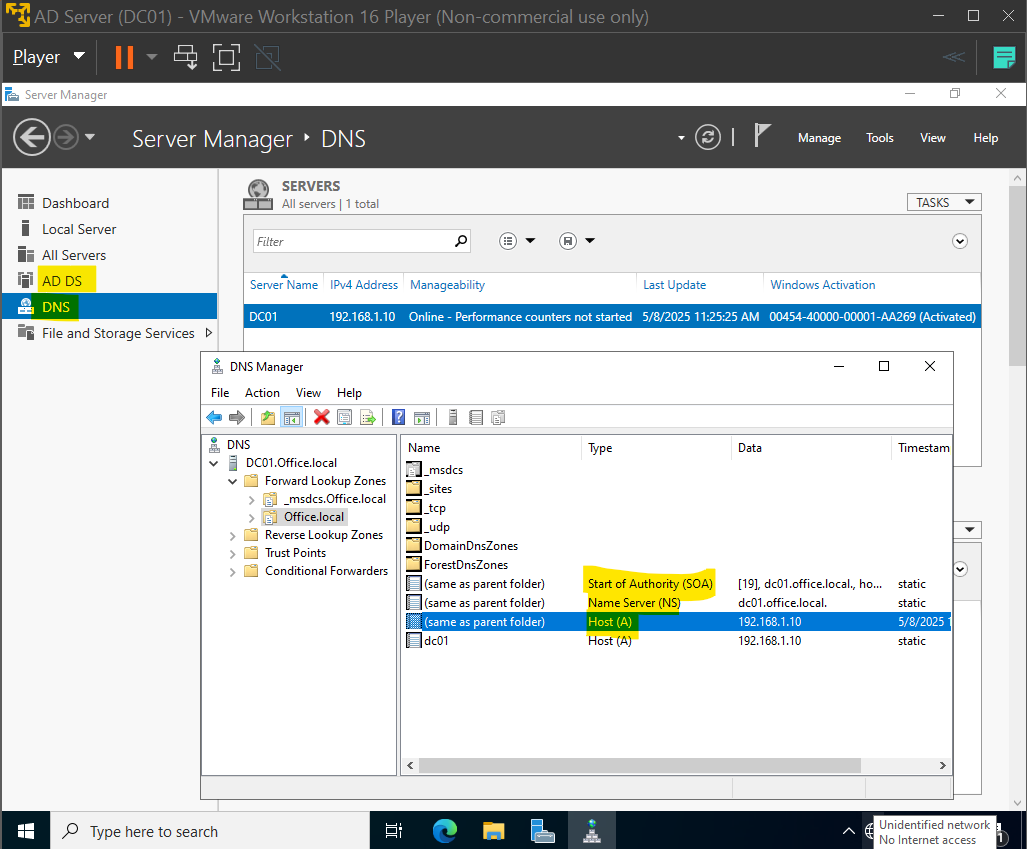 AD Server (DC01) - VMware Workstation 16 Player (Non-commercial use only)
Player
Server Manager
Server Manager ‣ DNS
Manage Tools View Help
Dashboard
Local Server
All Servers
AD DS
DNS
File and Storage Services
SERVERS
All servers | 1 total
TASKS
Filter
Server Name IPv4 Address Manageability Last Update Windows Activation
DC01 192.168.1.10 Online - Performance counters not started 5/8/2025 11:25:25 AM 00454-40000-00001-AA269 (Activated)
DNS Manager
File Action View Help
DNS
DC01.Office.local
Forward Lookup Zones
_msdcs.Office.local
Office.local
Reverse Lookup Zones
Trust Points
Conditional Forwarders
Name Type Data Timestam
_msdcs
_sites
_tcp
_udp
DomainDnsZones
ForestDnsZones
(same as parent folder) Start of Authority (SOA) [19], dc01.office.local., ho... static
(same as parent folder) Name Server (NS) dc01.office.local. static
(same as parent folder) Host (A) 192.168.1.10 5/8/2025 1
dc01 Host (A) 192.168.1.10 static
Type here to search
Unidentified network
No Internet access
1